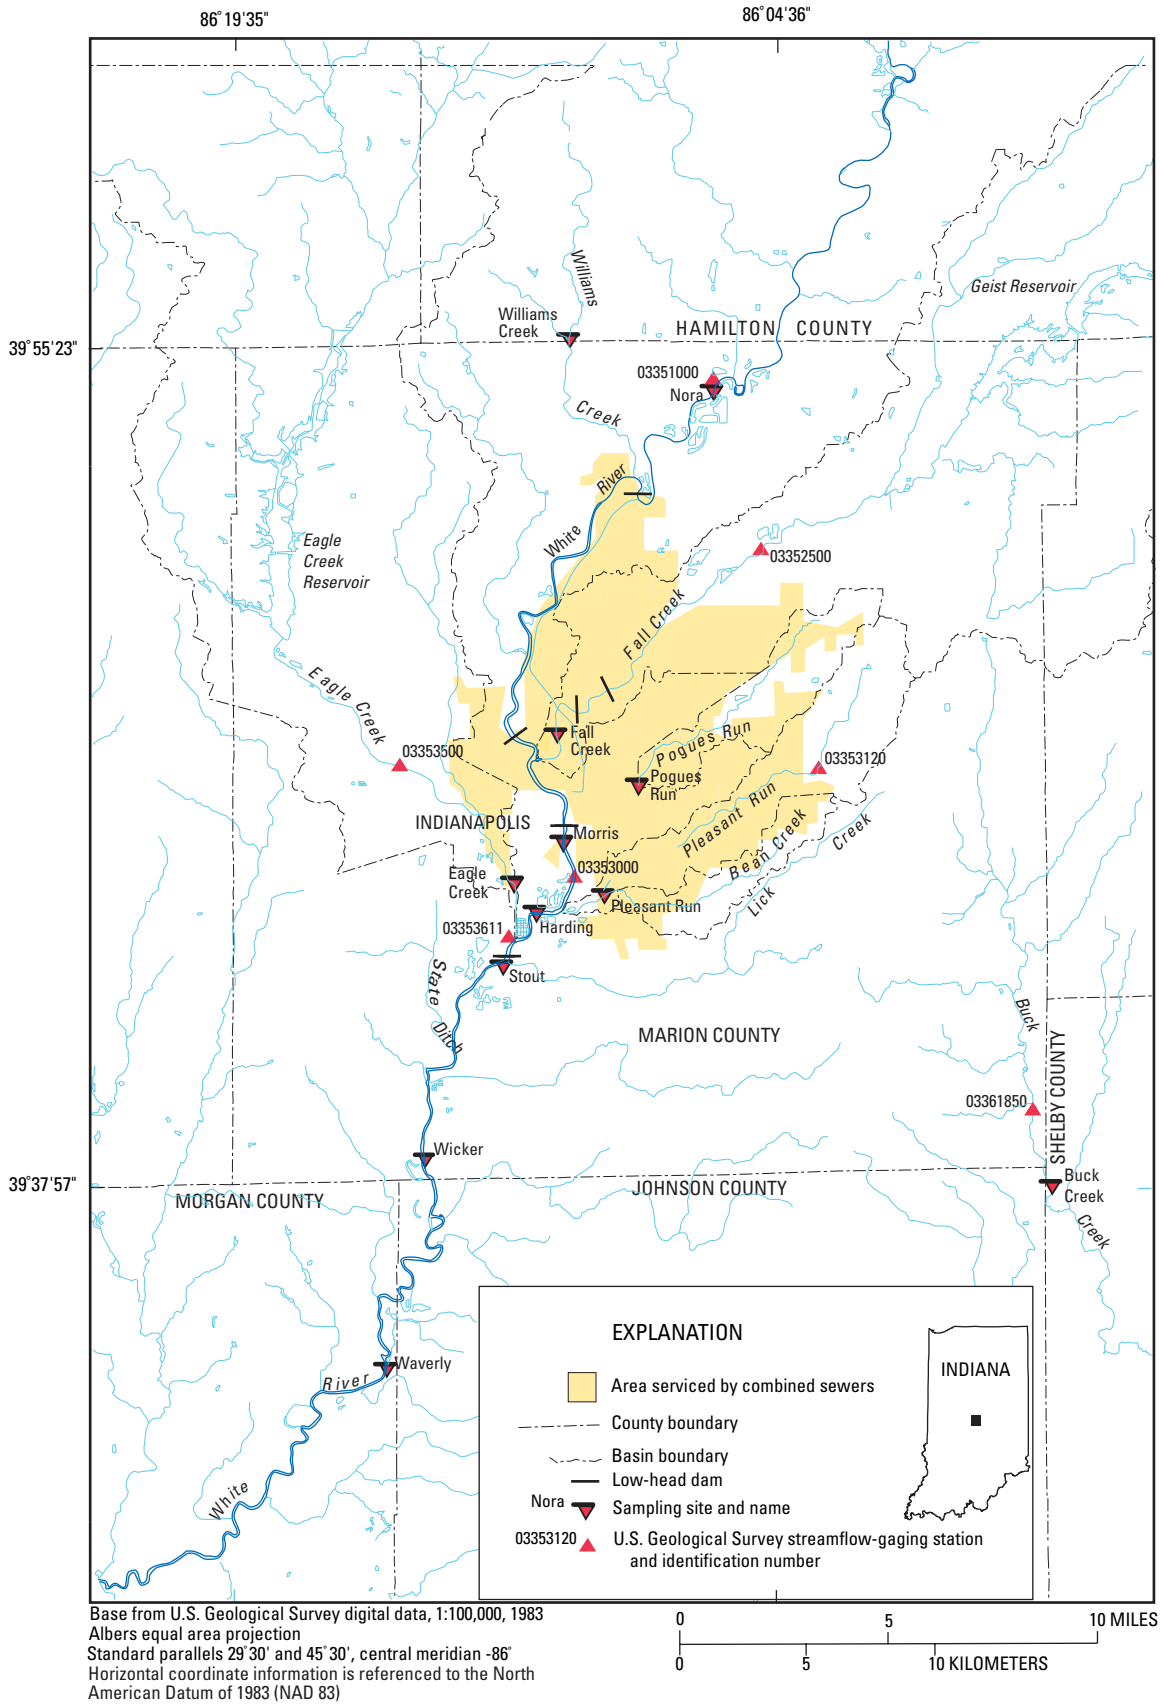 86°19'35"
86°04'36"
Williams
Geist Reservoir
Williams
Creek
HAMILTON COUNTY
39°55'23"
03351000
Nora
Creek
River
White
Eagle
Creek
Reservoir
03352500
Fall Creek
Eagle Creek
Fall
Creek
Pogues Run
03353500
03353120
Pogues
Run
Pleasant Run
INDIANAPOLIS
Morris
Bean Creek
Creek
03353000
Eagle
Creek
Lick
Pleasant Run
Harding
03353611
Stout
State
Ditch
Buck
MARION COUNTY
SHELBY COUNTY
03361850
Wicker
39°37'57"
MORGAN COUNTY
JOHNSON COUNTY
Buck
Creek
Creek
Waverly
River
White
EXPLANATION
INDIANA
Area serviced by combined sewers
County boundary
Basin boundary
Low-head dam
Nora
Sampling site and name
03353120
U.S. Geological Survey streamflow-gaging station
and identification number
Base from U.S. Geological Survey digital data, 1:100,000, 1983
Albers equal area projection
Standard parallels 29°30' and 45°30', central meridian -86°
Horizontal coordinate information is referenced to the North
American Datum of 1983 (NAD 83)
0 5 10 MILES
0 5 10 KILOMETERS